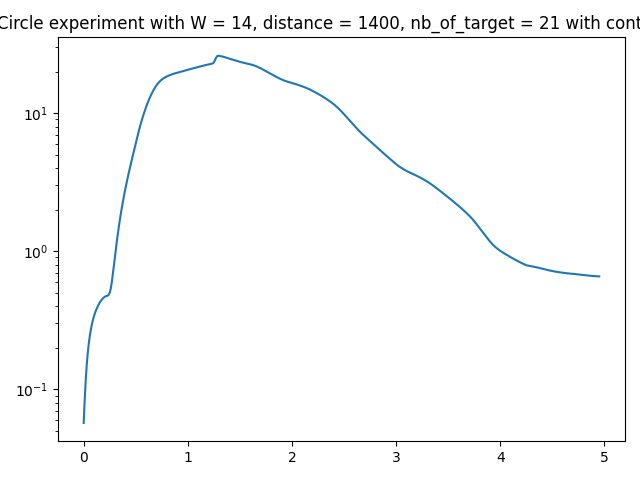 Circle experiment with W = 14, distance = 1400, nb_of_target = 21 with cont
10¹
10⁰
10⁻¹
0 1 2 3 4 5